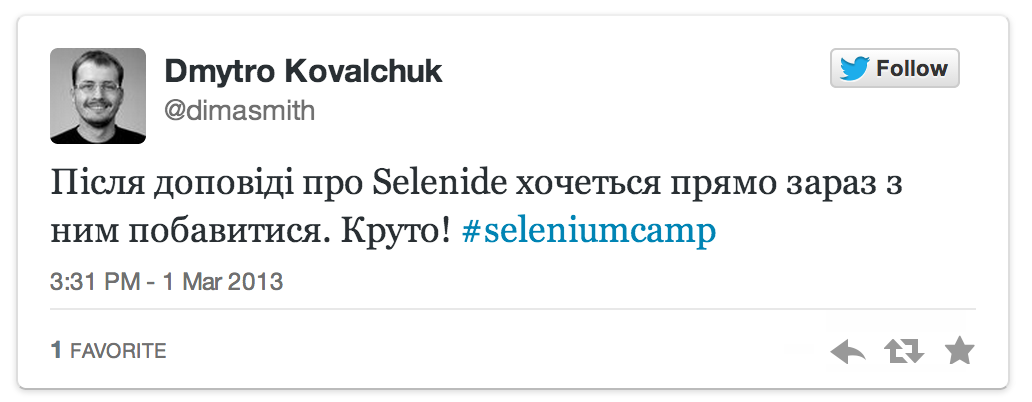 Dmytro Kovalchuk
Follow
@dimasmith
Після доповіді про Selenide хочеться прямо зараз з
ним побавитися. Круто! #seleniumcamp
3:31 PM - 1 Mar 2013
1 FAVORITE